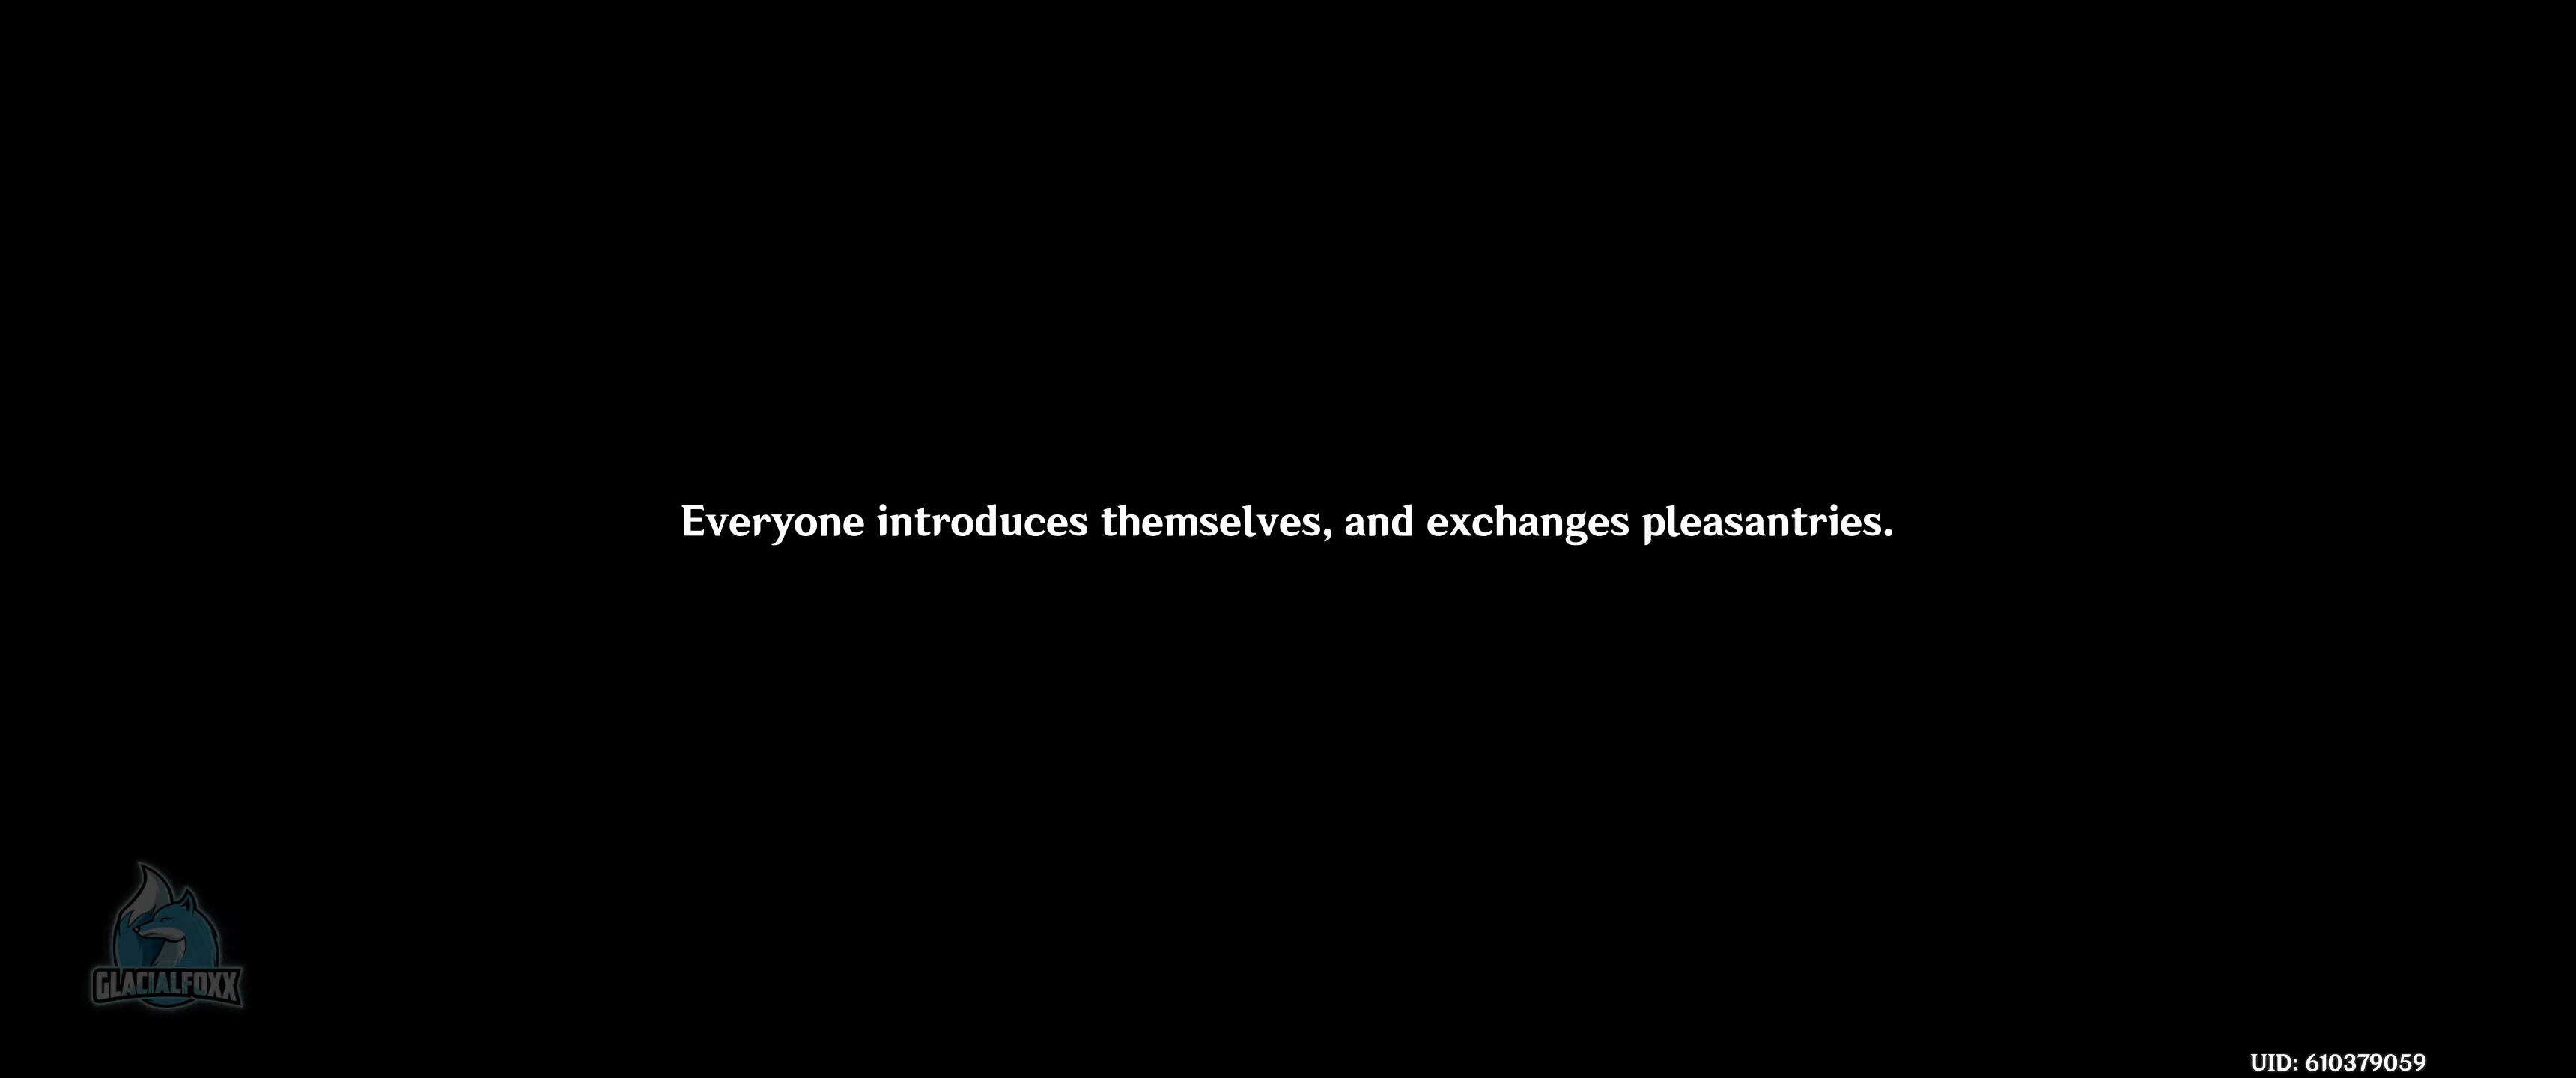 Everyone introduces themselves, and exchanges pleasantries.
GLACIALFOXX
UID: 610379059